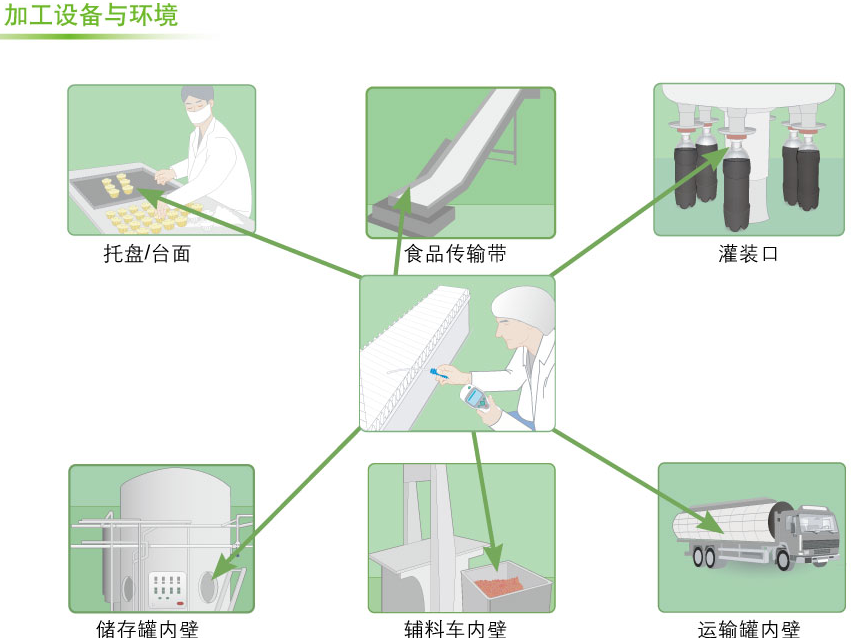 加工设备与环境
托盘/台面
食品传输带
灌装口
储存罐内壁
辅料车内壁
运输罐内壁